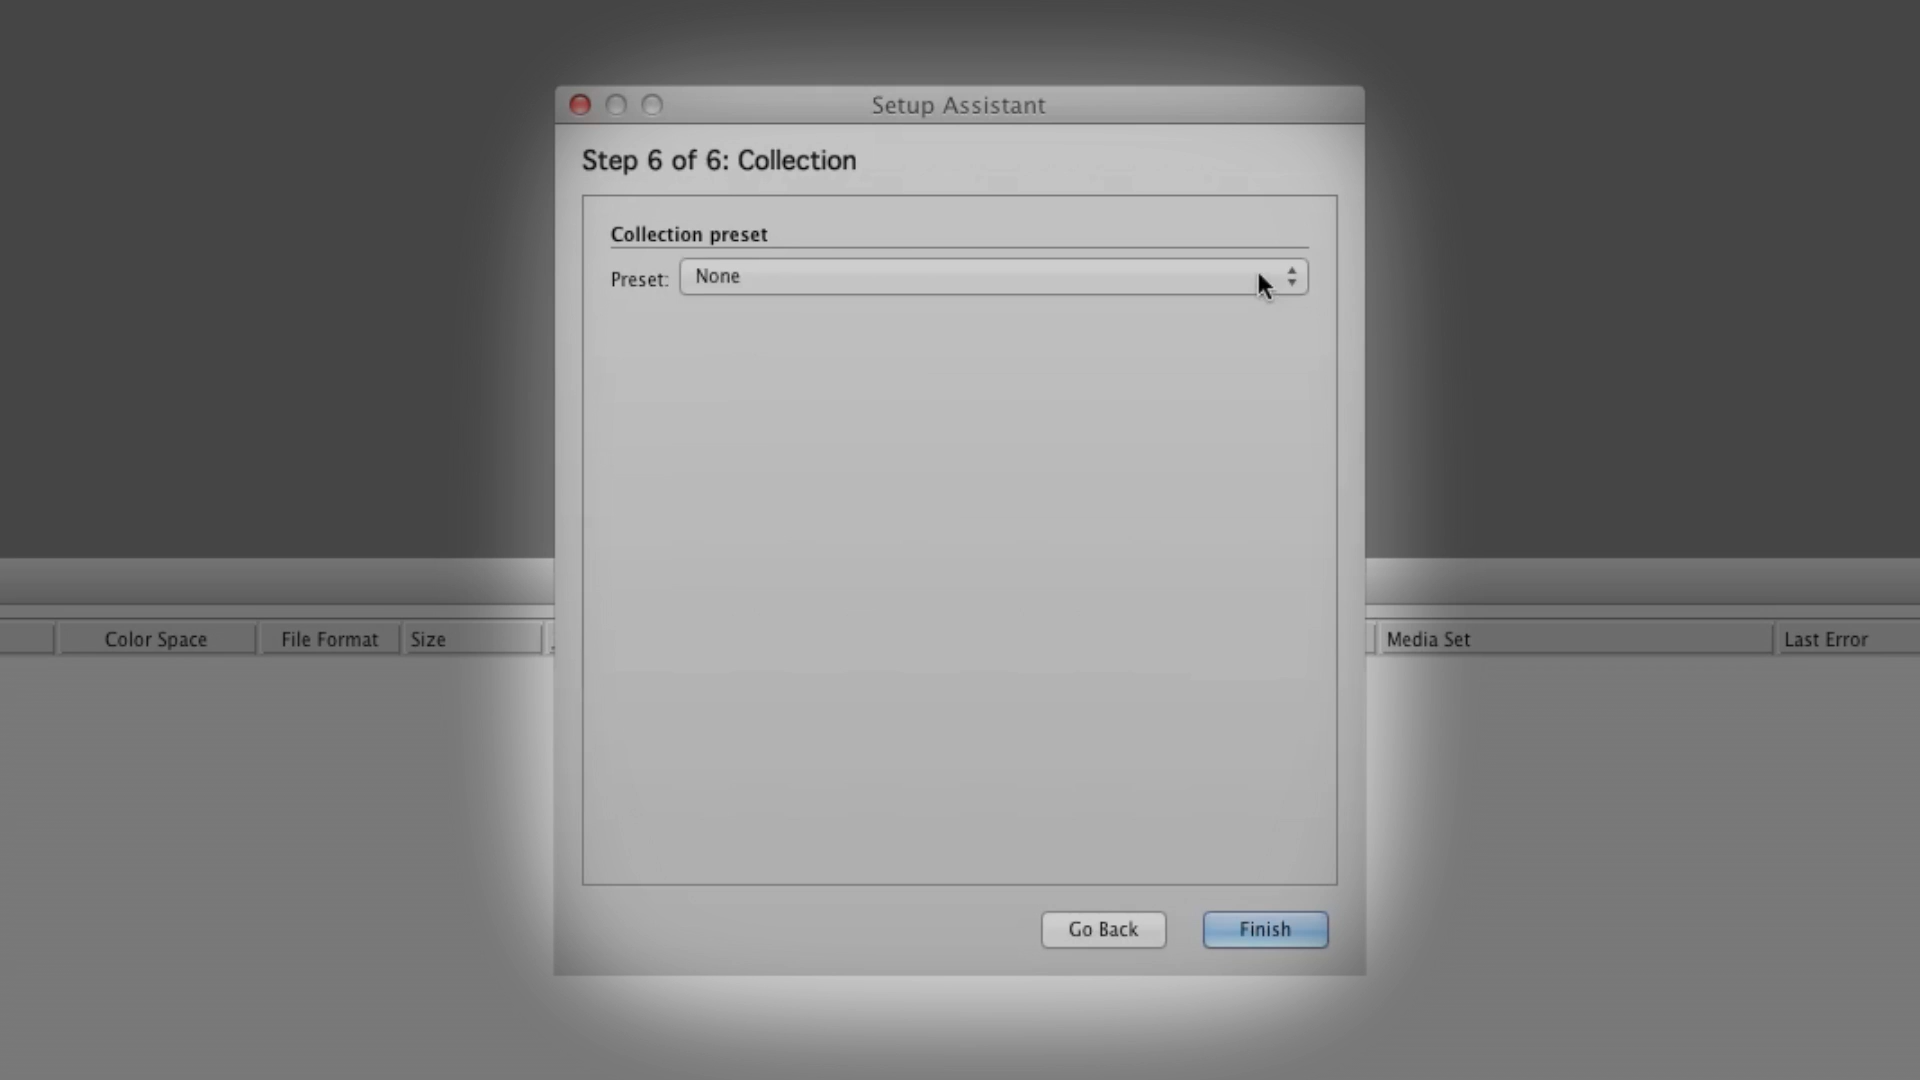 Setup Assistant
Step 6 of 6: Collection
Collection preset
Preset: None
Color Space File Format Size Media Set Last Error
Go Back Finish